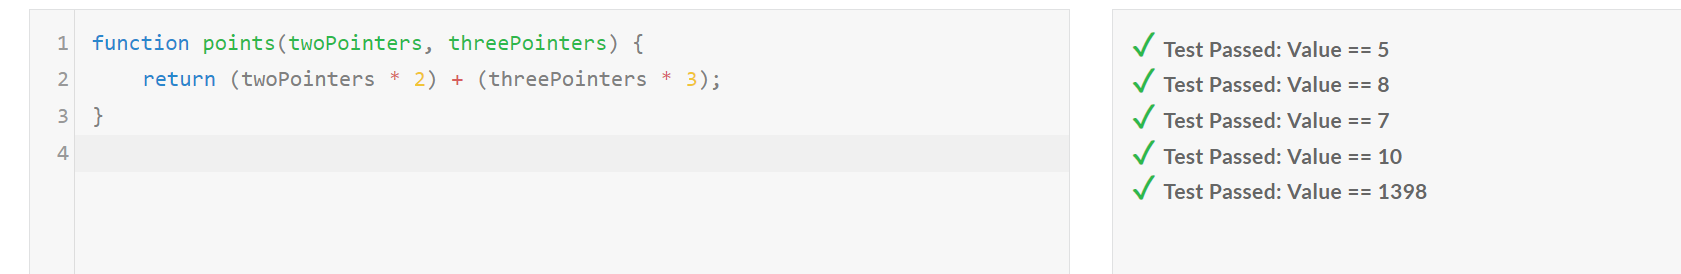 1 function points(twoPointers, threePointers) {
2 return (twoPointers * 2) + (threePointers * 3);
3 }
4
✓ Test Passed: Value == 5
✓ Test Passed: Value == 8
✓ Test Passed: Value == 7
✓ Test Passed: Value == 10
✓ Test Passed: Value == 1398